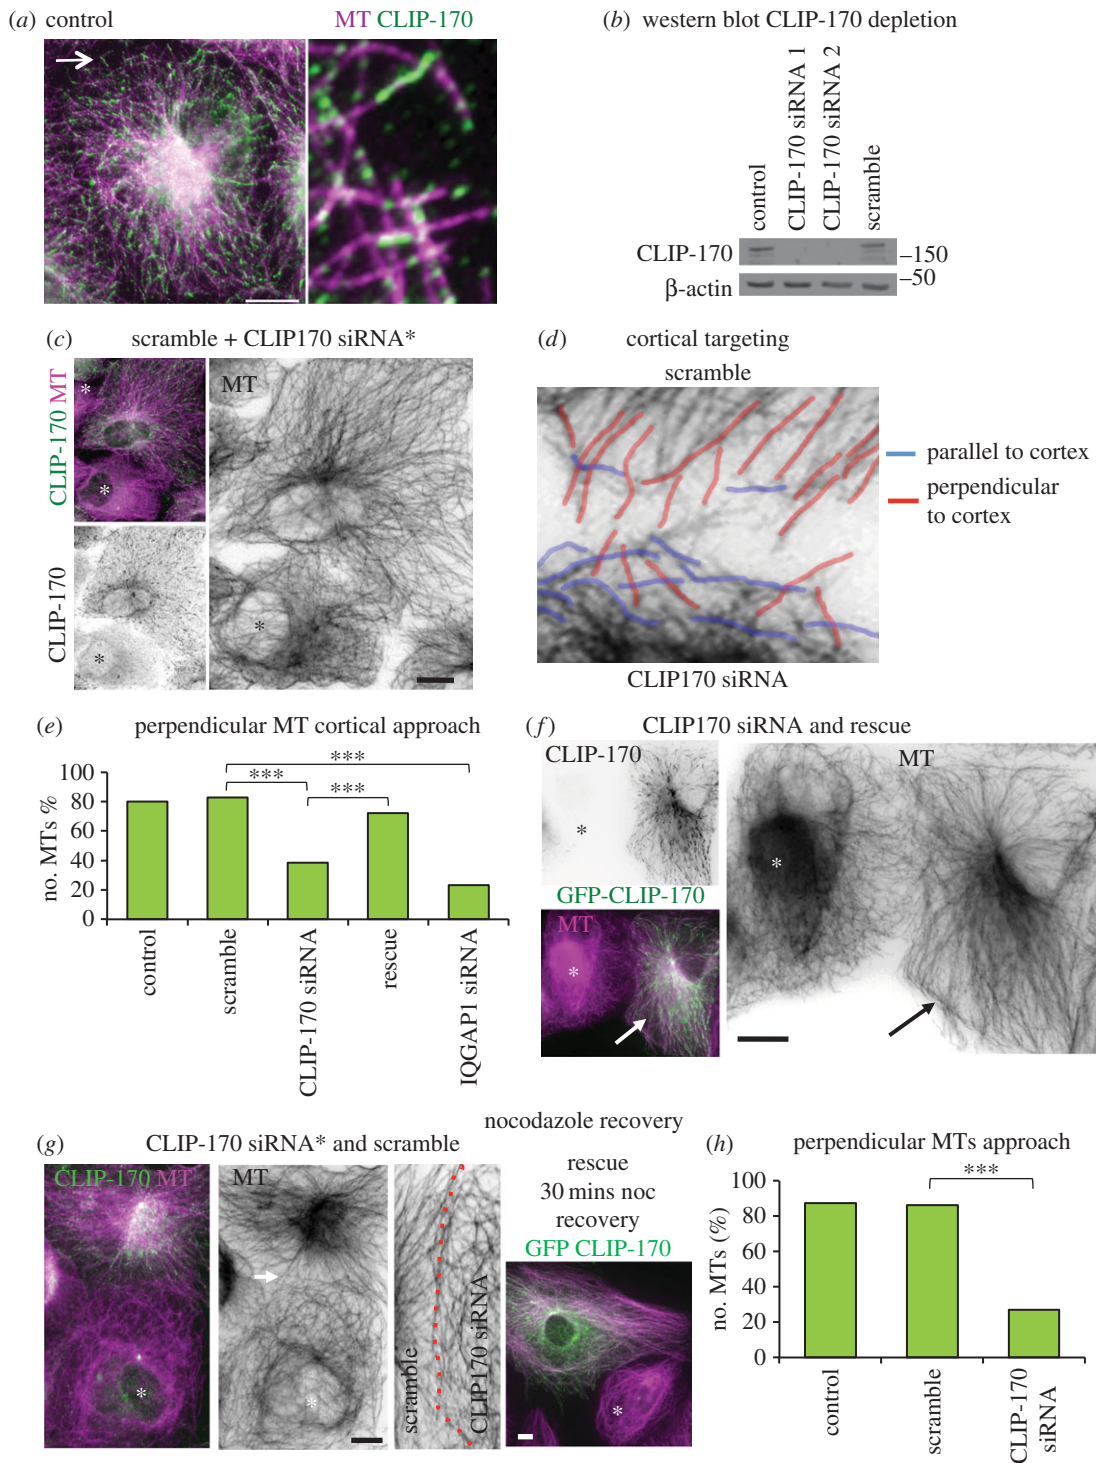 (a) control
MT CLIP-170
(b) western blot CLIP-170 depletion
control
CLIP-170 siRNA 1
CLIP-170 siRNA 2
scramble
CLIP-170
–150
β-actin
–50
(c) scramble + CLIP170 siRNA*
CLIP-170 MT
*
*
CLIP-170
*
MT
*
(d) cortical targeting
scramble
parallel to cortex
perpendicular
to cortex
CLIP170 siRNA
(e) perpendicular MT cortical approach
***
***
***
no. MTs %
100
80
60
40
20
0
control
scramble
CLIP-170 siRNA
rescue
IQGAP1 siRNA
(f) CLIP170 siRNA and rescue
CLIP-170
*
GFP-CLIP-170
MT
*
MT
*
nocodazole recovery
(g) CLIP-170 siRNA* and scramble
CLIP-170 MT
*
MT
*
scramble
CLIP170 siRNA
rescue
30 mins noc
recovery
GFP CLIP-170
*
(h) perpendicular MTs approach
***
no. MTs (%)
100
80
60
40
20
0
control
scramble
CLIP-170
siRNA